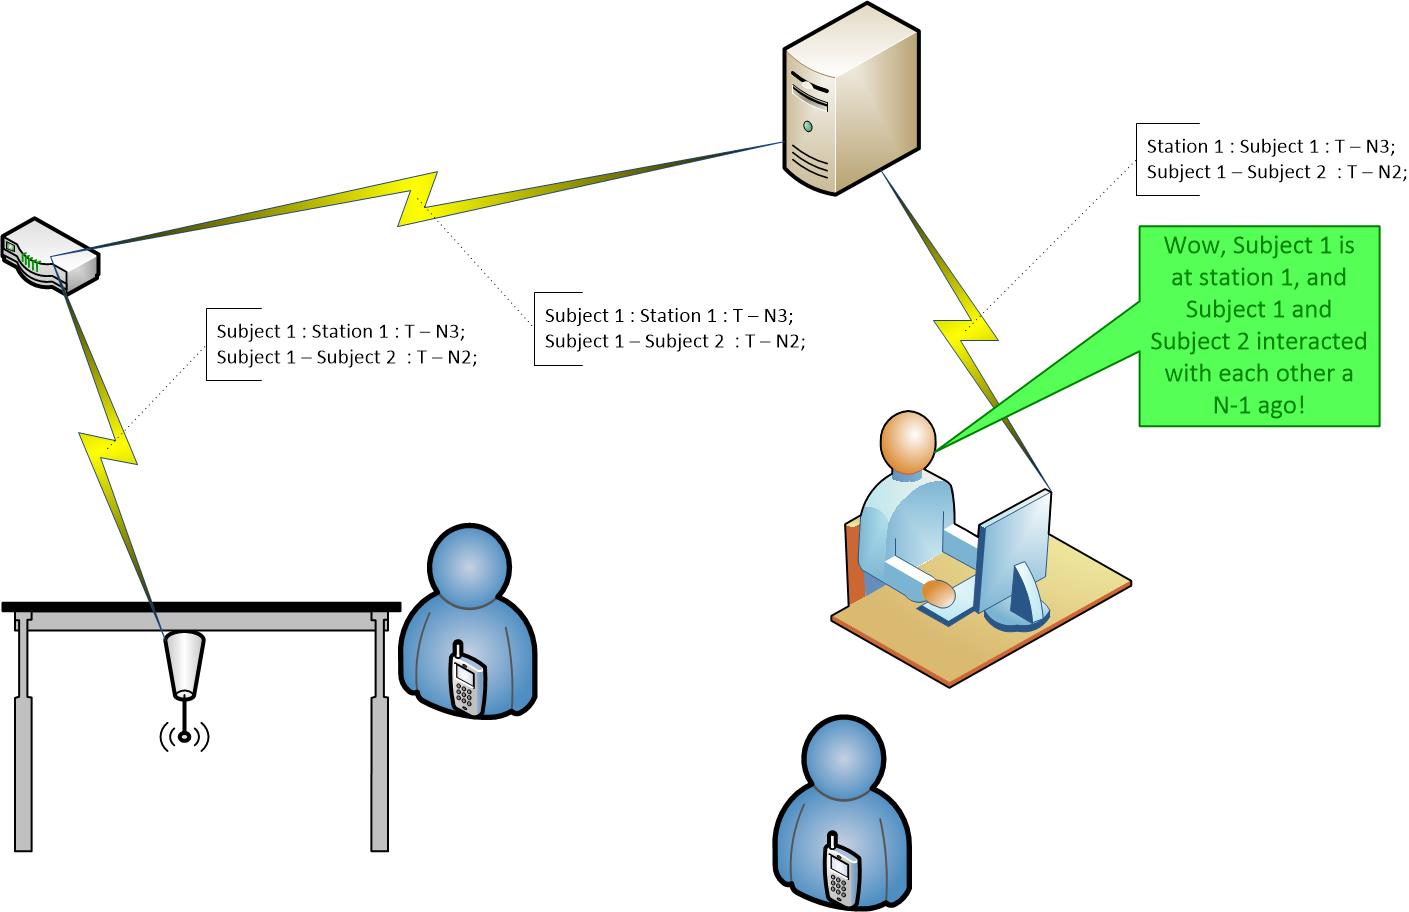 Station 1 : Subject 1 : T – N3;
Subject 1 – Subject 2  : T – N2;
Wow, Subject 1 is
at station 1, and
Subject 1 and
Subject 2 interacted
with each other a
N-1 ago!
Subject 1 : Station 1 : T – N3;
Subject 1 – Subject 2  : T – N2;
Subject 1 : Station 1 : T – N3;
Subject 1 – Subject 2  : T – N2;